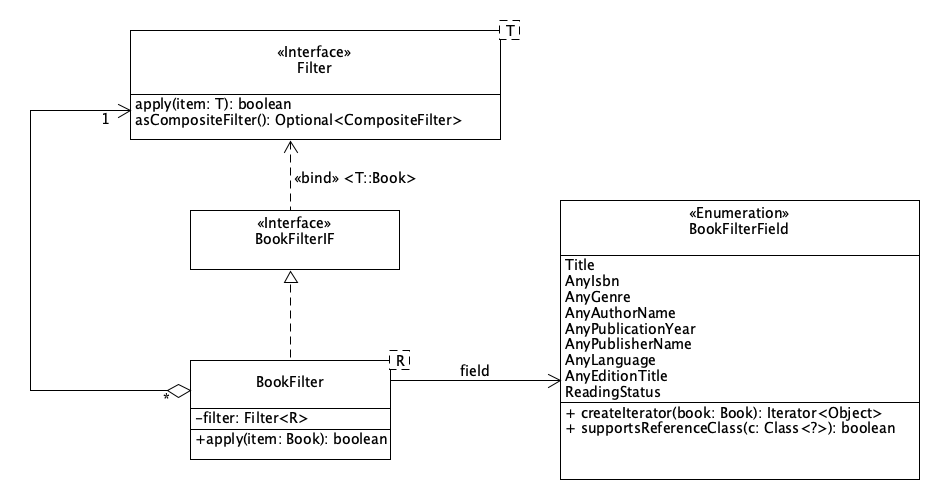 T
«Interface»
Filter
apply(item: T): boolean
asCompositeFilter(): Optional<CompositeFilter>
1
«bind» <T::Book>
«Interface»
BookFilterIF
«Enumeration»
BookFilterField
Title
AnyIsbn
AnyGenre
AnyAuthorName
AnyPublicationYear
AnyPublisherName
AnyLanguage
AnyEditionTitle
ReadingStatus
+ createIterator(book: Book): Iterator<Object>
+ supportsReferenceClass(c: Class<?>): boolean
R
BookFilter
field
*
-filter: Filter<R>
+apply(item: Book): boolean